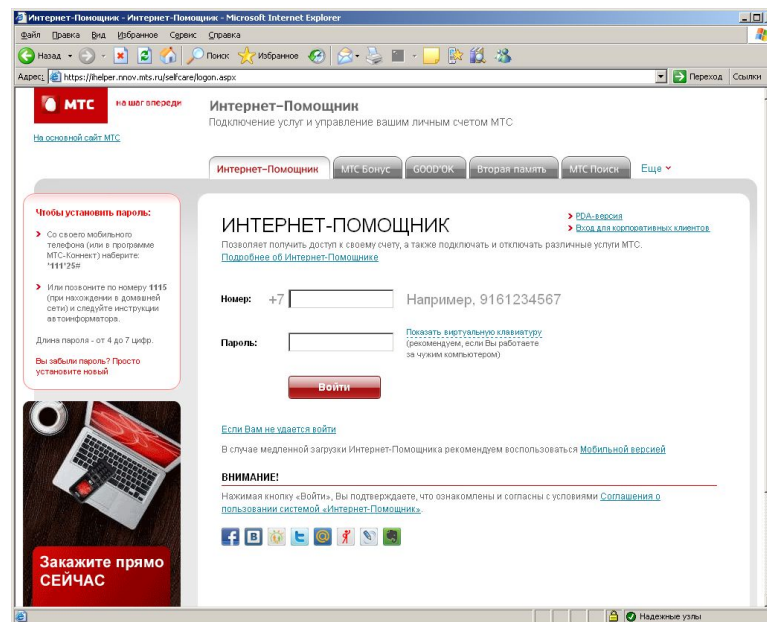 Интернет-Помощник - Интернет-Помощник - Microsoft Internet Explorer
Файл Правка Вид Избранное Сервис Справка
Назад Поиск Избранное
Адрес: https://ihelper.nnov.mts.ru/selfcare/logon.aspx Переход Ссылки
МТС на шаг впереди
На основной сайт МТС
Интернет-Помощник
Подключение услуг и управление вашим личным счетом МТС
Интернет-Помощник МТС Бонус GOOD'OK Вторая память МТС Поиск Еще
Чтобы установить пароль:
Со своего мобильного
телефона (или в программе
МТС-Коннект) наберите:
*111*25#
Или позвоните по номеру 1115
(при нахождении в домашней
сети) и следуйте инструкции
автоинформатора.
Длина пароля - от 4 до 7 цифр.
Вы забыли пароль? Просто
установите новый
Закажите прямо
СЕЙЧАС
ИНТЕРНЕТ-ПОМОЩНИК
PDA-версия
Вход для корпоративных клиентов
Позволяет получить доступ к своему счету, а также подключать и отключать различные услуги МТС.
Подробнее об Интернет-Помощнике
Номер: +7 Например, 9161234567
Пароль: Показать виртуальную клавиатуру
(рекомендуем, если Вы работаете
за чужим компьютером)
Войти
Если Вам не удается войти
В случае медленной загрузки Интернет-Помощника рекомендуем воспользоваться Мобильной версией
ВНИМАНИЕ!
Нажимая кнопку «Войти», Вы подтверждаете, что ознакомлены и согласны с условиями Соглашения о
пользовании системой «Интернет-Помощник».
Надежные узлы